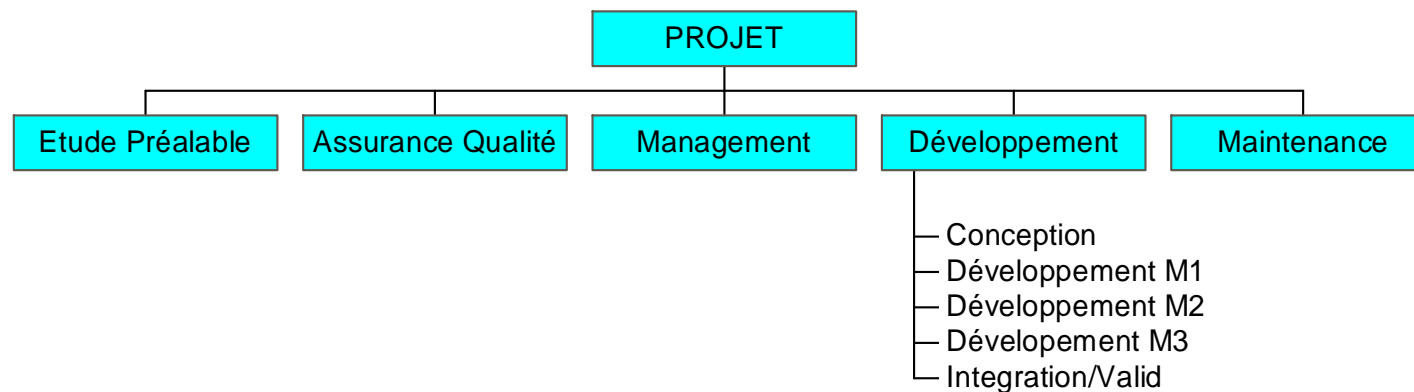 PROJET
Etude Préalable
Assurance Qualité
Management
Développement
Maintenance
Conception
Développement M1
Développement M2
Dévelopement M3
Integration/Valid